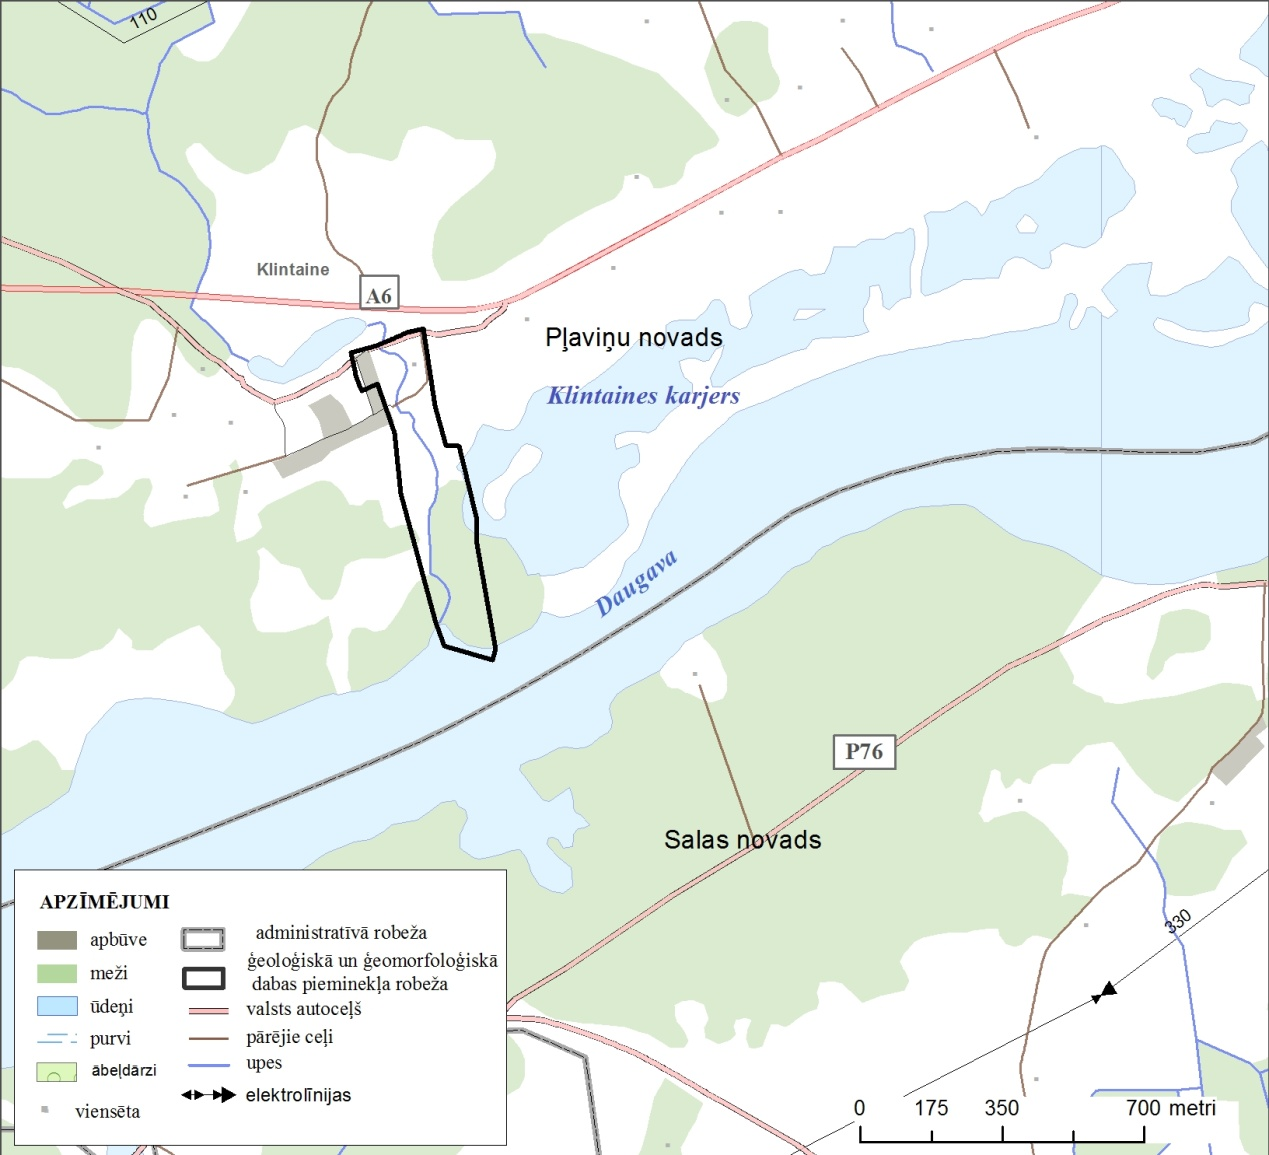 110
Klintaine
A6
Pļaviņu novads
Klintaines karjers
Daugava
P76
Salas novads
330
APZĪMĒJUMI
apbūve
meži
ūdeņi
purvi
ābeļdārzi
viensēta
administratīvā robeža
ģeoloģiskā un ģeomorfoloģiskā
dabas pieminekļa robeža
valsts autoceļš
pārējie ceļi
upes
elektrolīnijas
0 175 350 700 metri